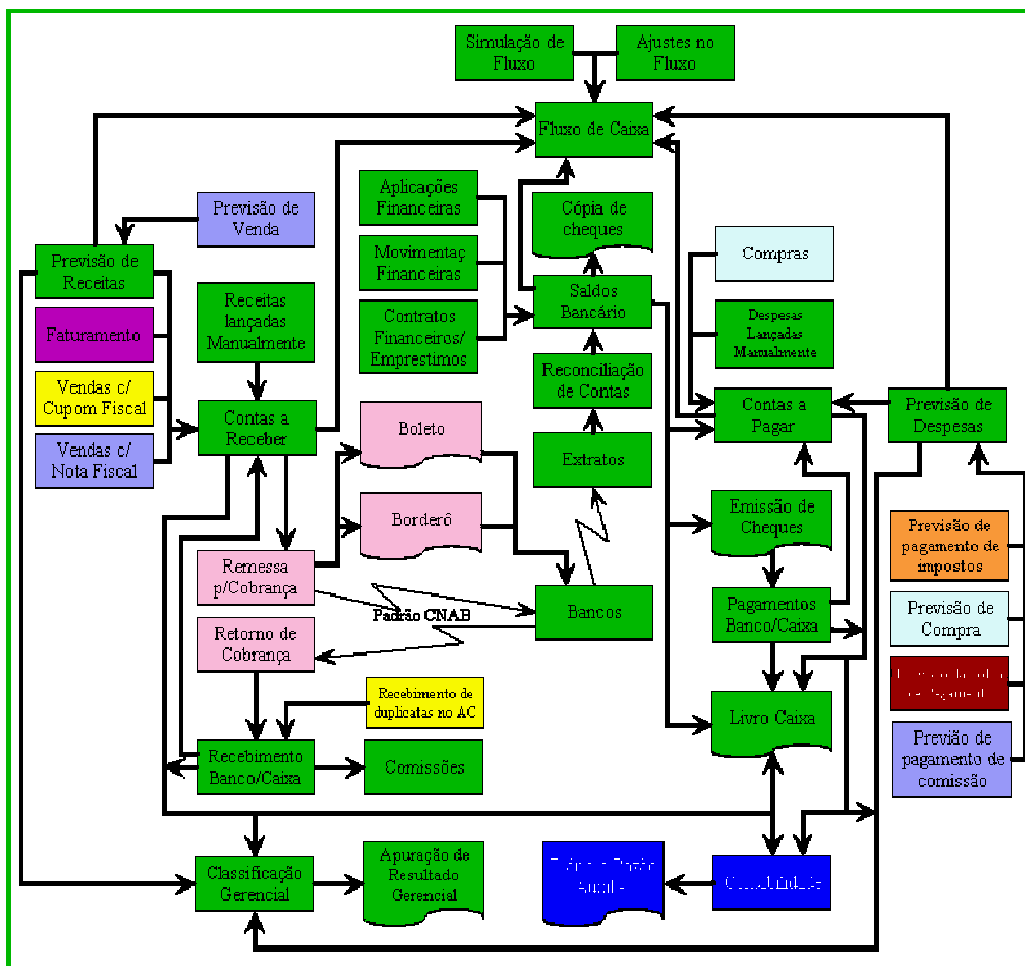 Simulação de
Fluxo
Ajustes no
Fluxo
Fluxo de Caixa
Previsão de
Venda
Aplicações
Financeiras
Cópia de
cheques
Compras
Previsão de
Receitas
Movimentaç
Financeiras
Saldos
Bancário
Receitas
lançadas
Manualmente
Contratos
Financeiros/
Emprestimos
Despesas
Lançadas
Manualmente
Faturamento
Reconciliação
de Contas
Vendas c/
Cupom Fiscal
Contas a
Receber
Boleto
Contas a
Pagar
Previsão de
Despesas
Vendas c/
Nota Fiscal
Extratos
Borderô
Emissão de
Cheques
Previsão de
pagamento de
impostos
Remessa
p/Cobrança
Padrão CNAB
Bancos
Pagamentos
Banco/Caixa
Previsão de
Compra
Retorno de
Cobrança
Recebimento de
duplicatas no AC
Livro Caixa
Recebimento
Banco/Caixa
Comissões
Previão de
pagamento de
comissão
Classificação
Gerencial
Apuração de
Resultado
Gerencial
Contabilidade